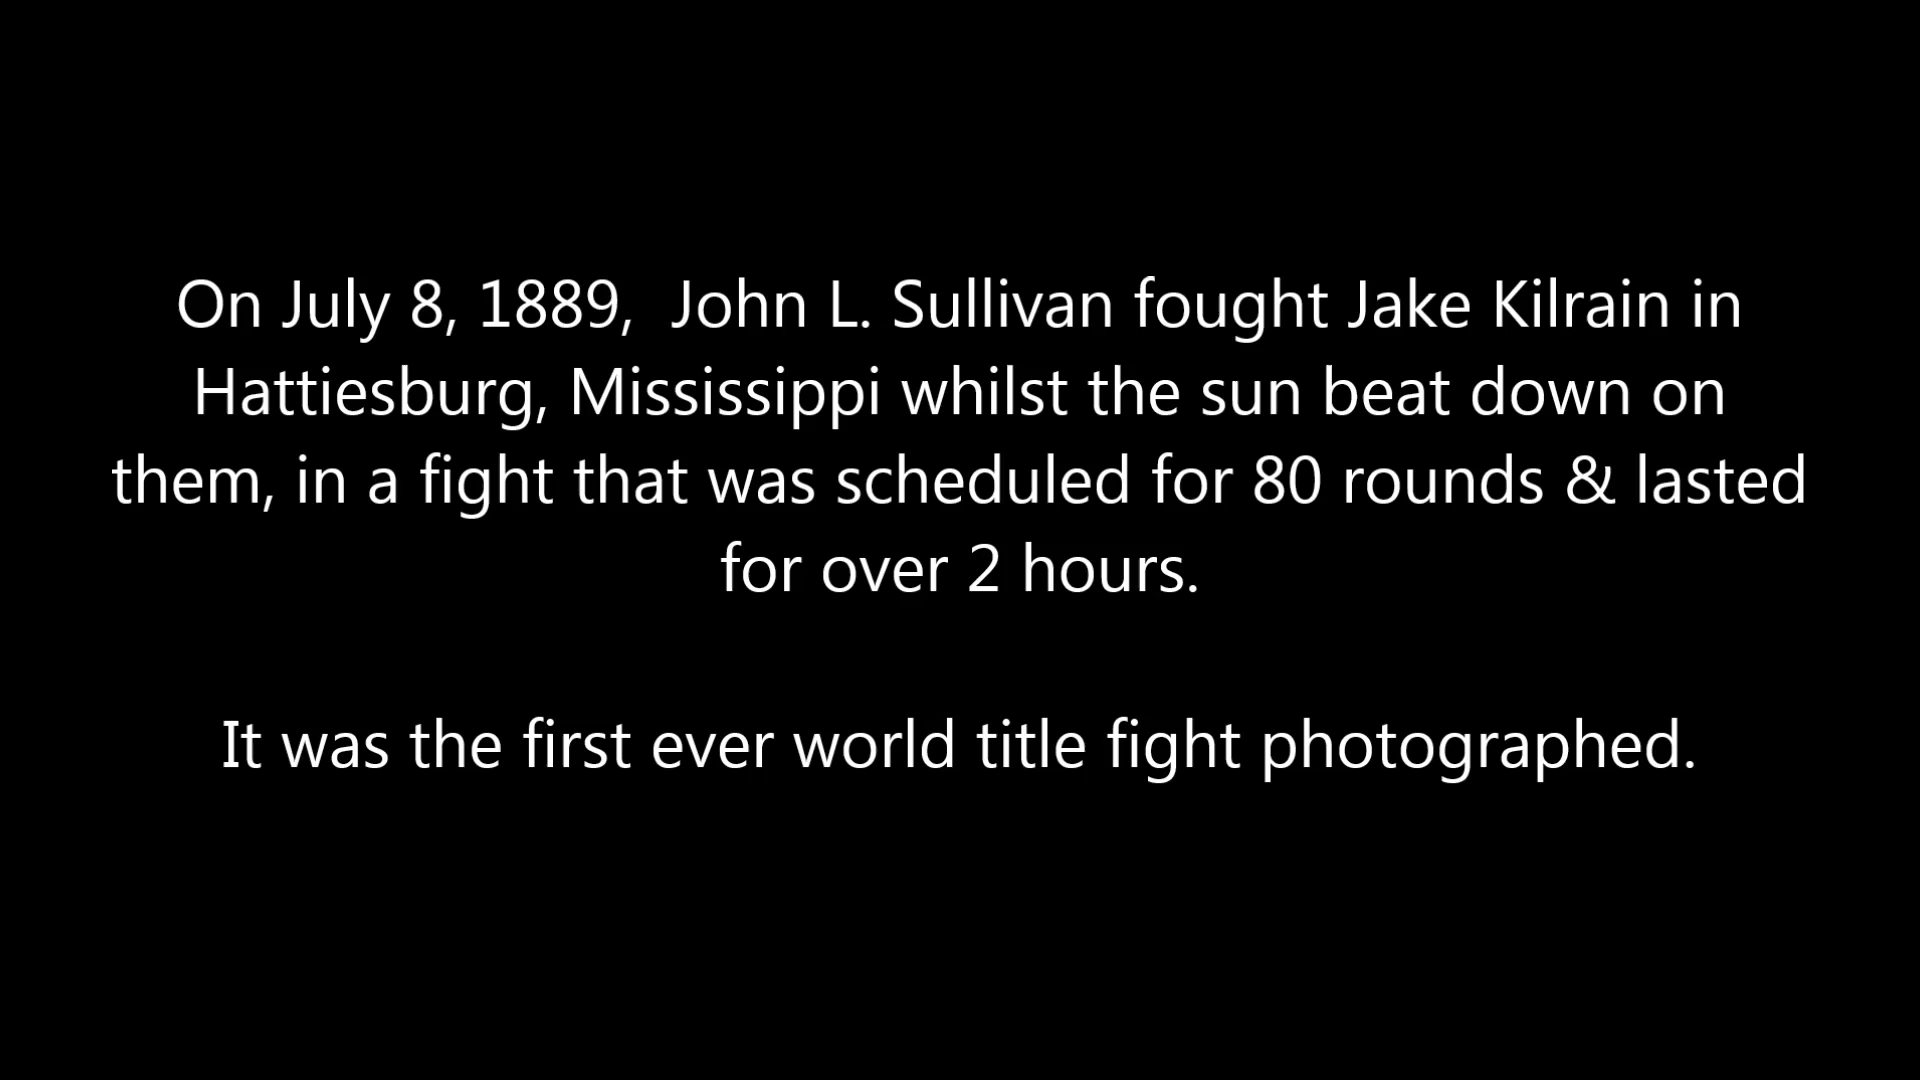 On July 8, 1889,  John L. Sullivan fought Jake Kilrain in
Hattiesburg, Mississippi whilst the sun beat down on
them, in a fight that was scheduled for 80 rounds & lasted
for over 2 hours.
It was the first ever world title fight photographed.